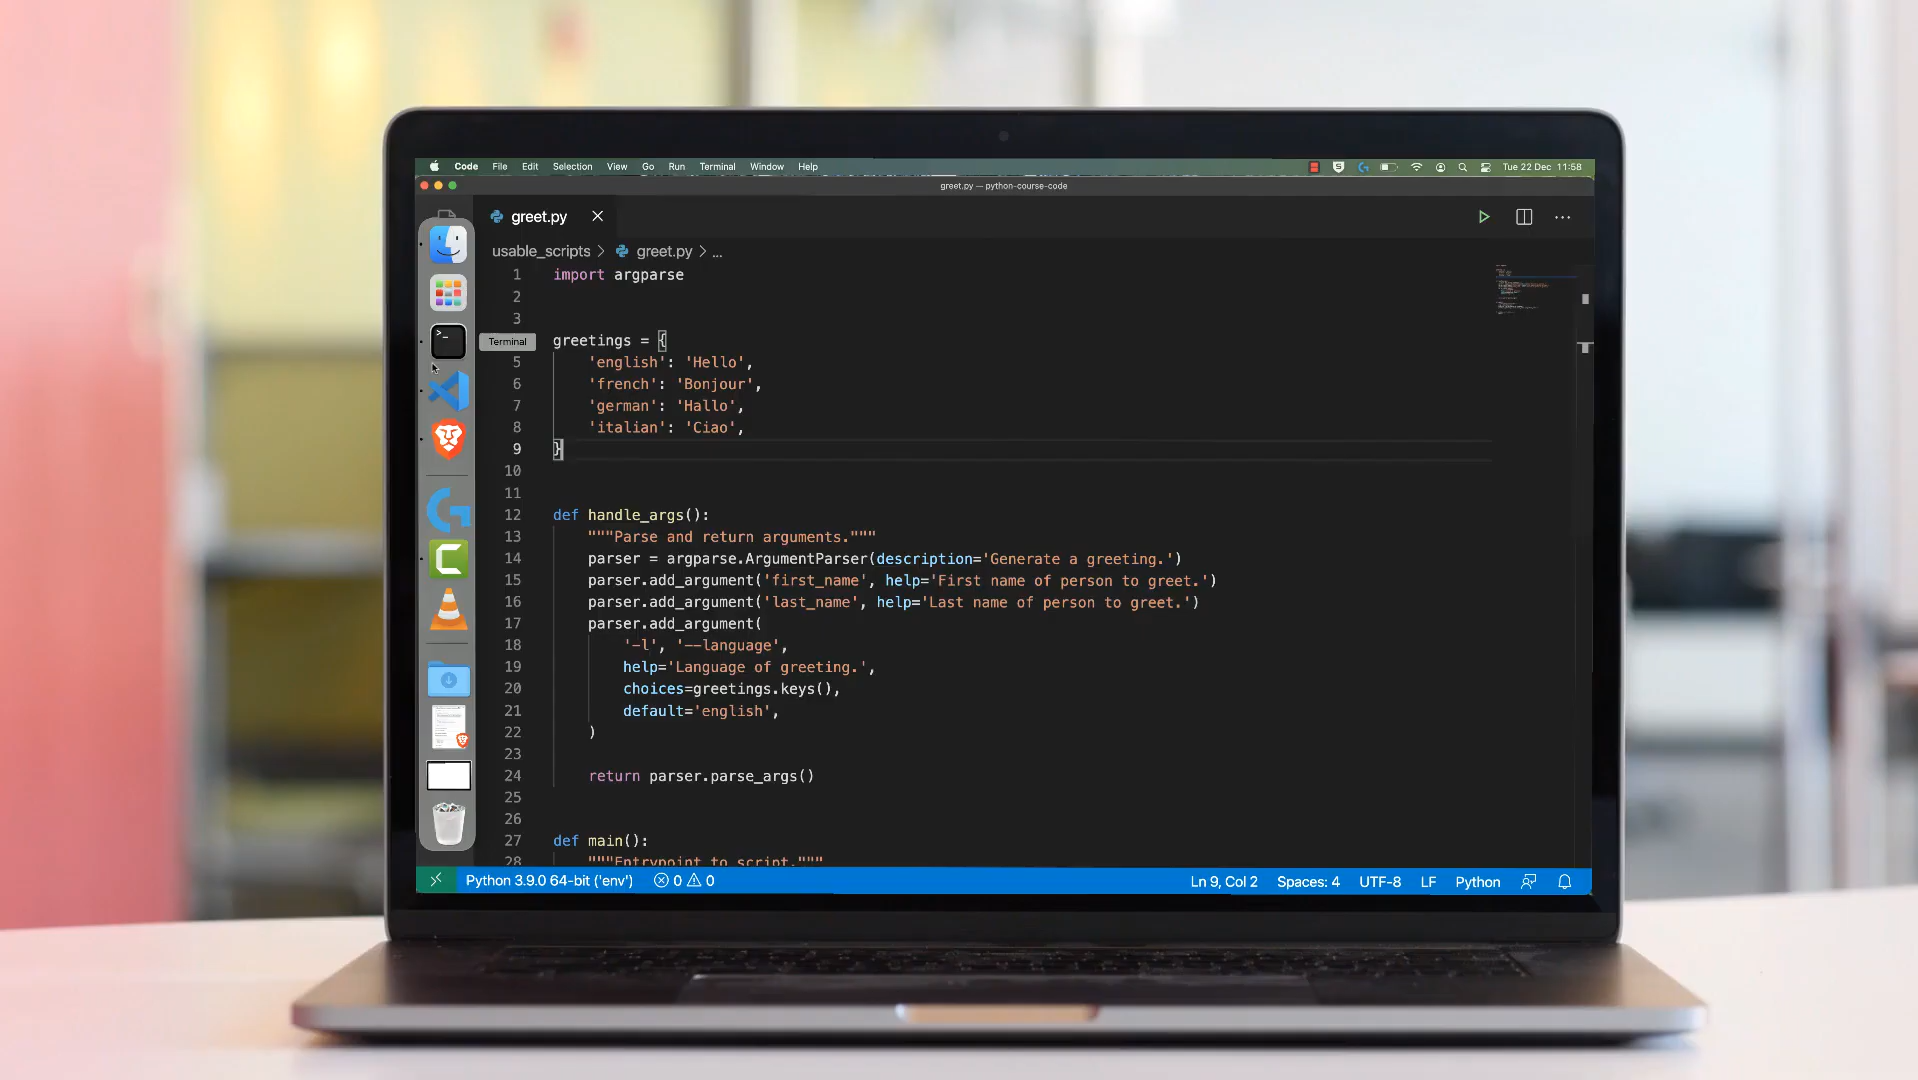 Code File Edit Selection View Go Run Terminal Window Help Tue 22 Dec 11:58
greet.py — python-course-code
greet.py
usable_scripts > greet.py > ...
1 import argparse
2
3
Terminal greetings = {
5 'english': 'Hello',
6 'french': 'Bonjour',
7 'german': 'Hallo',
8 'italian': 'Ciao',
9 }
10
11
12 def handle_args():
13 """Parse and return arguments."""
14 parser = argparse.ArgumentParser(description='Generate a greeting.')
15 parser.add_argument('first_name', help='First name of person to greet.')
16 parser.add_argument('last_name', help='Last name of person to greet.')
17 parser.add_argument(
18 '-l', '--language',
19 help='Language of greeting.',
20 choices=greetings.keys(),
21 default='english',
22 )
23
24 return parser.parse_args()
25
26
27 def main():
28 """Entrypoint to script."""
Python 3.9.0 64-bit ('env') 0 0 Ln 9, Col 2 Spaces: 4 UTF-8 LF Python